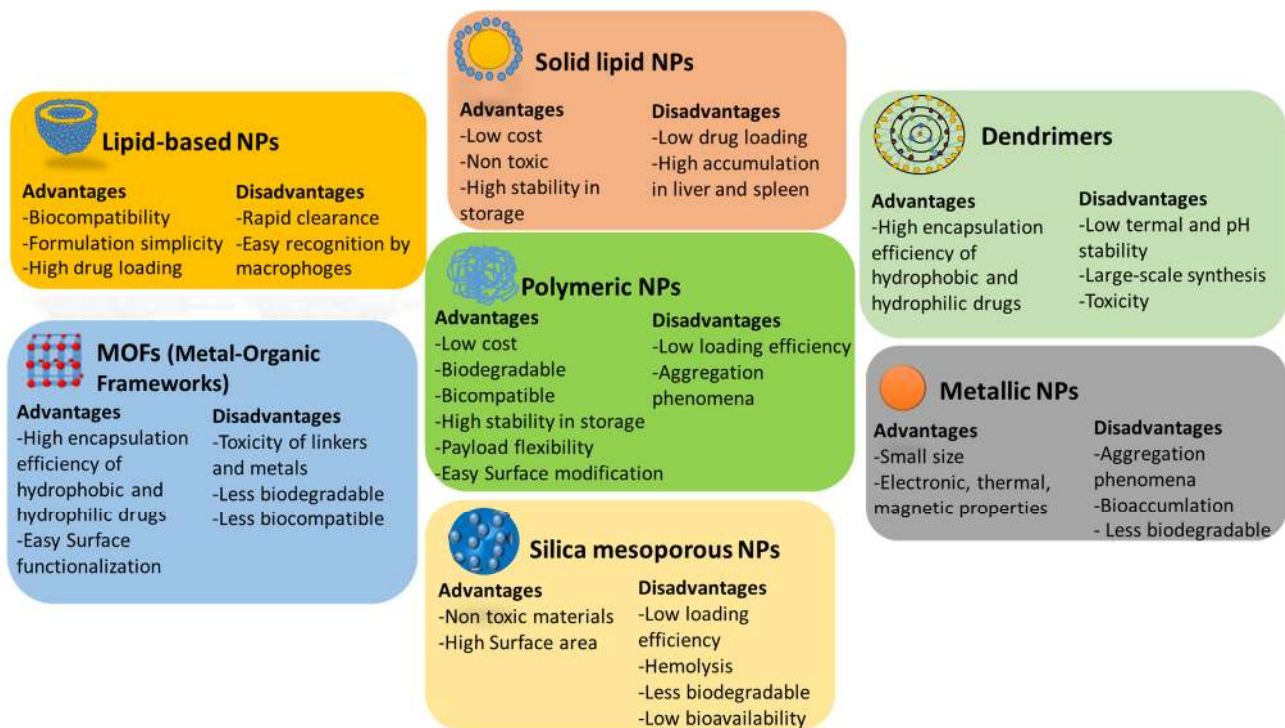 Solid lipid NPs
Advantages
-Low cost
-Non toxic
-High stability in
storage
Disadvantages
-Low drug loading
-High accumulation
in liver and spleen
Lipid-based NPs
Advantages
-Biocompatibility
-Formulation simplicity
-High drug loading
Disadvantages
-Rapid clearance
-Easy recognition by
macrophoges
Dendrimers
Advantages
-High encapsulation
efficiency of
hydrophobic and
hydrophilic drugs
Disadvantages
-Low termal and pH
stability
-Large-scale synthesis
-Toxicity
Polymeric NPs
Advantages
-Low cost
-Biodegradable
-Bicompatible
-High stability in storage
-Payload flexibility
-Easy Surface modification
Disadvantages
-Low loading efficiency
-Aggregation
phenomena
MOFs (Metal-Organic
Frameworks)
Advantages
-High encapsulation
efficiency of
hydrophobic and
hydrophilic drugs
-Easy Surface
functionalization
Disadvantages
-Toxicity of linkers
and metals
-Less biodegradable
-Less biocompatible
Metallic NPs
Advantages
-Small size
-Electronic, thermal,
magnetic properties
Disadvantages
-Aggregation
phenomena
-Bioaccumlation
- Less biodegradable
Silica mesoporous NPs
Advantages
-Non toxic materials
-High Surface area
Disadvantages
-Low loading
efficiency
-Hemolysis
-Less biodegradable
-Low bioavailability